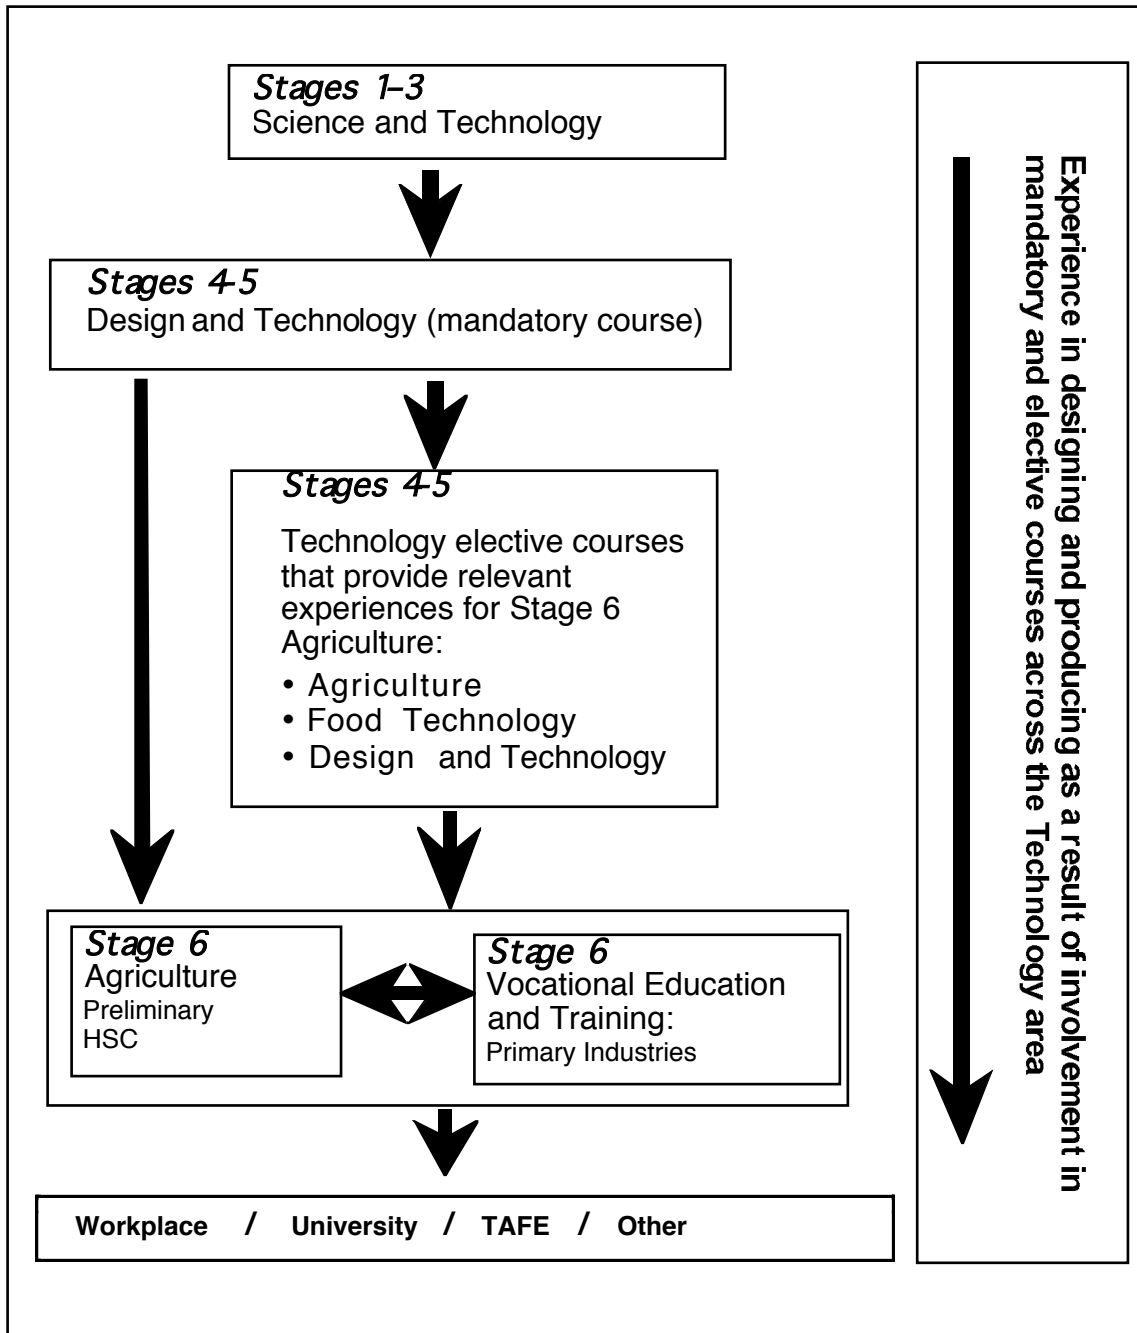 Stages 1–3
Science and Technology
Stages 4-5
Design and Technology (mandatory course)
Stages 4-5
Technology elective courses
that provide relevant
experiences for Stage 6
Agriculture:
• Agriculture
• Food Technology
• Design and Technology
Stage 6
Agriculture
Preliminary
HSC
Stage 6
Vocational Education
and Training:
Primary Industries
Workplace / University / TAFE / Other
Experience in designing and producing as a result of involvement in
mandatory and elective courses across the Technology area